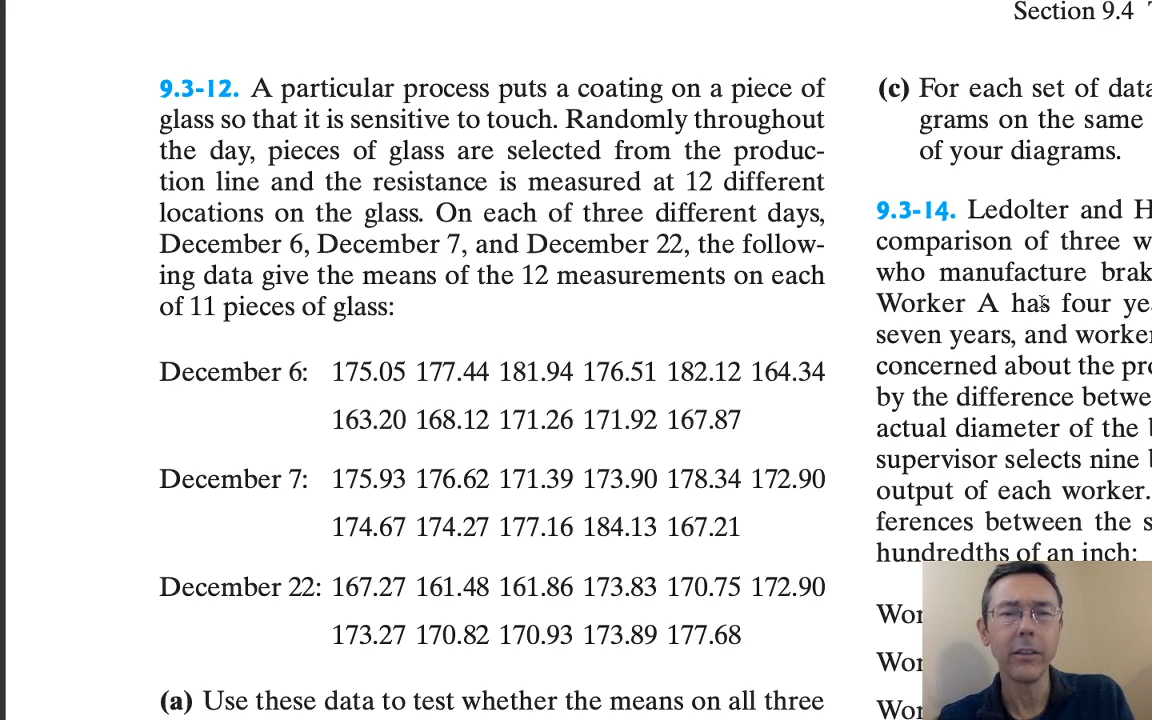 Section 9.4
9.3-12. A particular process puts a coating on a piece of
glass so that it is sensitive to touch. Randomly throughout
the day, pieces of glass are selected from the produc-
tion line and the resistance is measured at 12 different
locations on the glass. On each of three different days,
December 6, December 7, and December 22, the follow-
ing data give the means of the 12 measurements on each
of 11 pieces of glass:
December 6: 175.05 177.44 181.94 176.51 182.12 164.34
163.20 168.12 171.26 171.92 167.87
December 7: 175.93 176.62 171.39 173.90 178.34 172.90
174.67 174.27 177.16 184.13 167.21
December 22: 167.27 161.48 161.86 173.83 170.75 172.90
173.27 170.82 170.93 173.89 177.68
(a) Use these data to test whether the means on all three
(c) For each set of data
grams on the same
of your diagrams.
9.3-14. Ledolter and H
comparison of three w
who manufacture brak
Worker A has four ye
seven years, and worker
concerned about the pro
by the difference betwe
actual diameter of the b
supervisor selects nine b
output of each worker.
ferences between the s
hundredths of an inch:
Wor
Wor
Wor